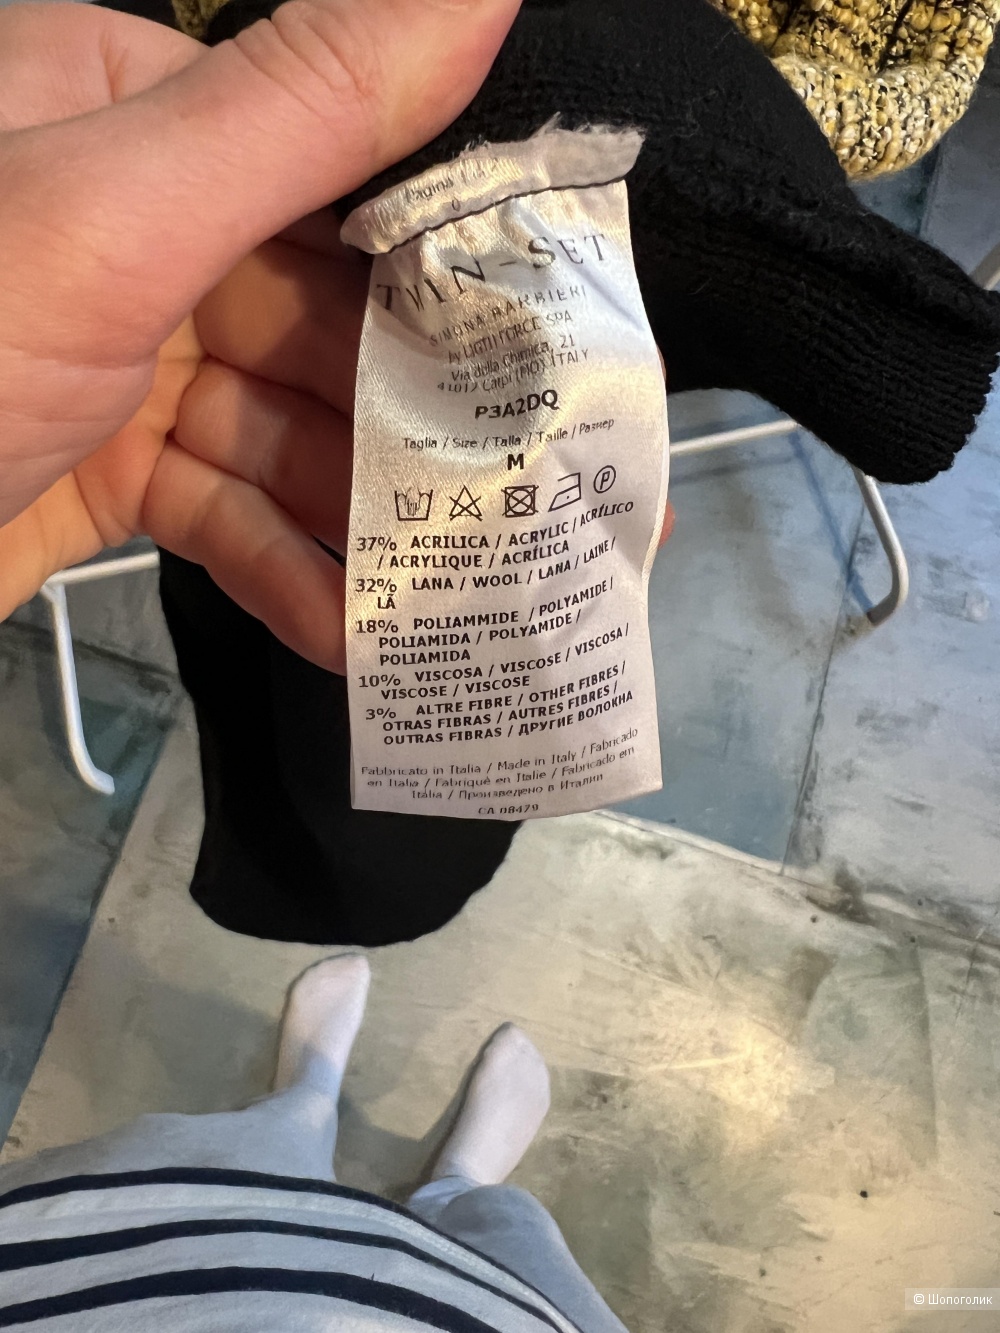 TWIN-SET
SIMONA BARBIERI
by LIGHT FORCE SPA
Via della Chimica, 21
41012 Carpi (MO) ITALY
P3A2DQ
Taglia / Size / Talla / Taille / Размер
M
P
37% ACRILICA / ACRYLIC / ACRÍLICO
/ ACRYLIQUE / ACRÍLICA
32% LANA / WOOL / LANA / LAINE /
LÃ
18% POLIAMMIDE / POLYAMIDE /
POLIAMIDA / POLYAMIDE /
POLIAMIDA
10% VISCOSA / VISCOSE / VISCOSA /
VISCOSE / VISCOSE
3% ALTRE FIBRE / OTHER FIBRES /
OTRAS FIBRAS / AUTRES FIBRES /
OUTRAS FIBRAS / ДРУГИЕ ВОЛОКНА
Fabbricato in Italia / Made in Italy / Fabricado
en Italia / Fabriqué en Italie / Fabricado em
Itália / Произведено в Италии
CA 08479
© Шопоголик